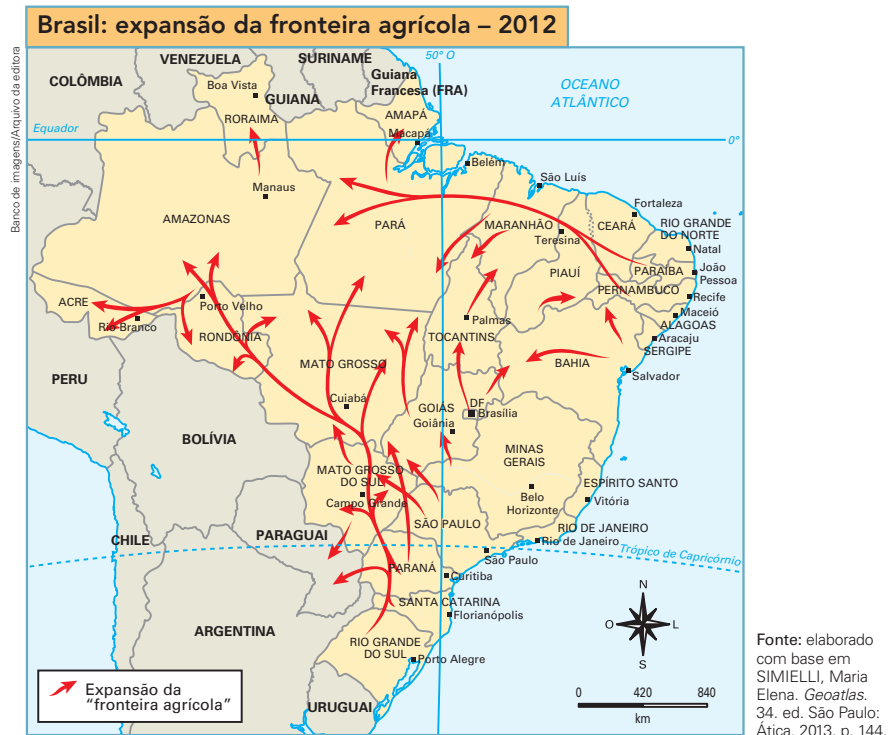 Brasil: expansão da fronteira agrícola – 2012
Banco de imagens/Arquivo da editora
50° O
VENEZUELA
SURINAME
COLÔMBIA
Guiana
Francesa (FRA)
OCEANO
ATLÂNTICO
Boa Vista
GUIANA
RORAIMA
AMAPÁ
Equador
Macapá
0°
Belém
São Luís
Manaus
Fortaleza
AMAZONAS
PARÁ
MARANHÃO
CEARÁ
RIO GRANDE
DO NORTE
Teresina
Natal
PIAUÍ
PARAÍBA
João
Pessoa
PERNAMBUCO
ACRE
Porto Velho
Recife
Rio Branco
Palmas
Maceió
ALAGOAS
RONDÔNIA
TOCANTINS
Aracaju
SERGIPE
PERU
MATO GROSSO
BAHIA
Salvador
Cuiabá
GOIÁS
DF
Brasília
Goiânia
BOLÍVIA
MINAS
GERAIS
MATO GROSSO
DO SUL
ESPÍRITO SANTO
Campo Grande
Belo
Horizonte
Vitória
SÃO PAULO
RIO DE JANEIRO
CHILE
PARAGUAI
Rio de Janeiro
Trópico de Capricórnio
São Paulo
PARANÁ
Curitiba
SANTA CATARINA
Florianópolis
ARGENTINA
N
O
L
S
RIO GRANDE
DO SUL
Porto Alegre
URUGUAI
Expansão da
“fronteira agrícola”
0 420 840
km
Fonte: elaborado
com base em
SIMIELLI, Maria
Elena. Geoatlas.
34. ed. São Paulo:
Ática, 2013. p. 144.